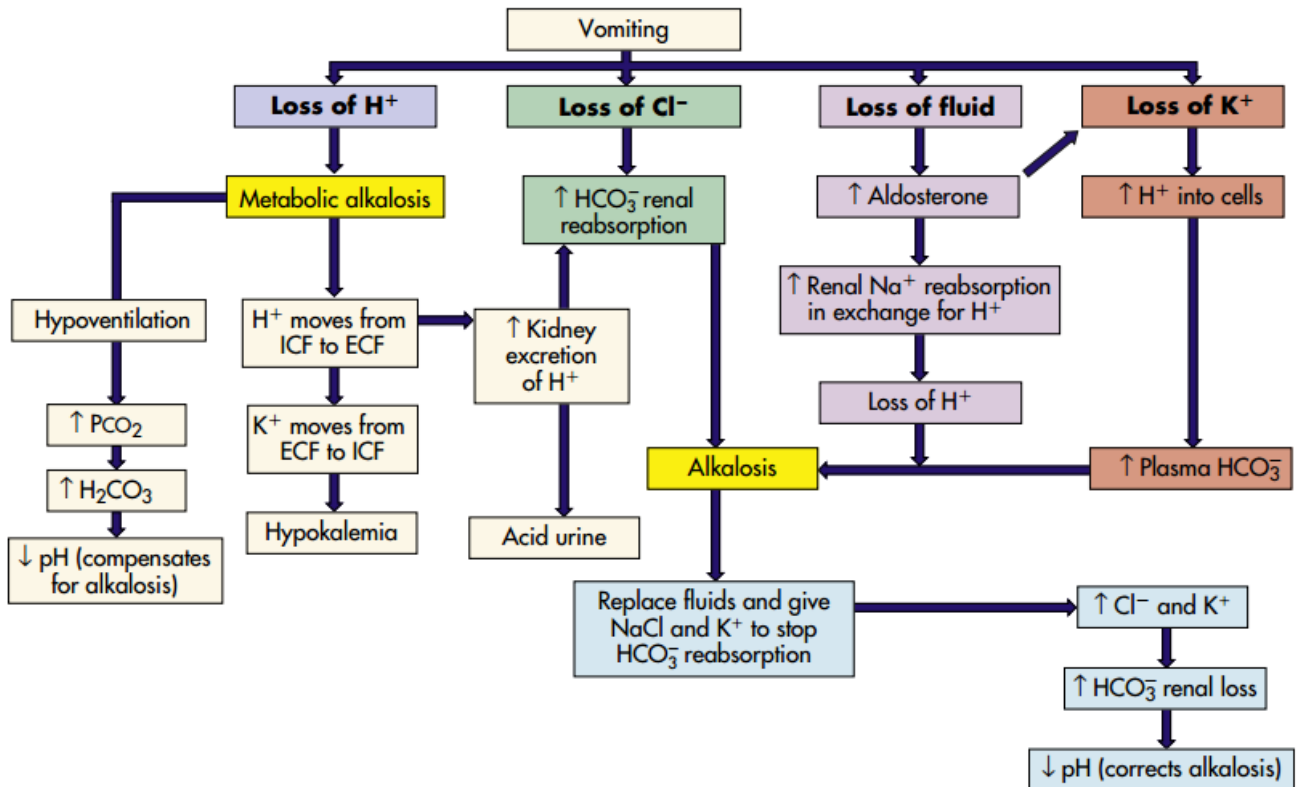 Vomiting
Loss of H⁺
Loss of Cl⁻
Loss of fluid
Loss of K⁺
Metabolic alkalosis
↑ HCO₃⁻ renal
reabsorption
↑ Aldosterone
↑ H⁺ into cells
Hypoventilation
H⁺ moves from
ICF to ECF
↑ Kidney
excretion
of H⁺
↑ Renal Na⁺ reabsorption
in exchange for H⁺
↑ PCO₂
K⁺ moves from
ECF to ICF
Loss of H⁺
↑ H₂CO₃
Alkalosis
↑ Plasma HCO₃⁻
Hypokalemia
Acid urine
↓ pH (compensates
for alkalosis)
Replace fluids and give
NaCl and K⁺ to stop
HCO₃⁻ reabsorption
↑ Cl⁻ and K⁺
↑ HCO₃⁻ renal loss
↓ pH (corrects alkalosis)